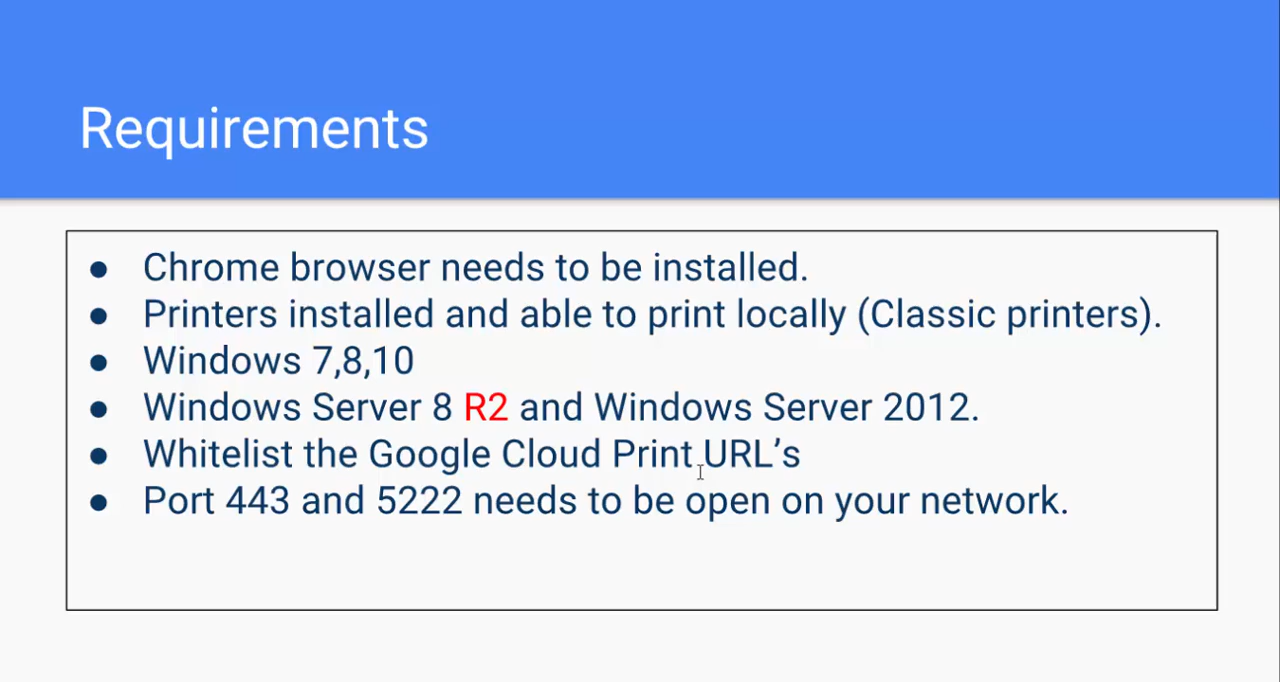 Requirements
● Chrome browser needs to be installed.
● Printers installed and able to print locally (Classic printers).
● Windows 7,8,10
● Windows Server 8 R2 and Windows Server 2012.
● Whitelist the Google Cloud Print URL’s
● Port 443 and 5222 needs to be open on your network.